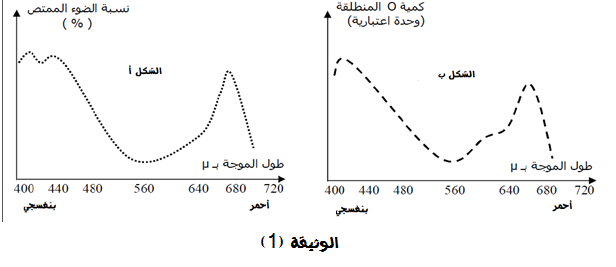 نسبة الضوء الممتص
( % )
الشكل أ
طول الموجة بـ µ
400 440 480 560 640 680 720
بنفسجي
أحمر
كمية O المنطلقة
(وحدة اعتبارية)
الشكل ب
طول الموجة بـ µ
400 440 480 560 640 680 720
بنفسجي
أحمر
الوثيقة (1)